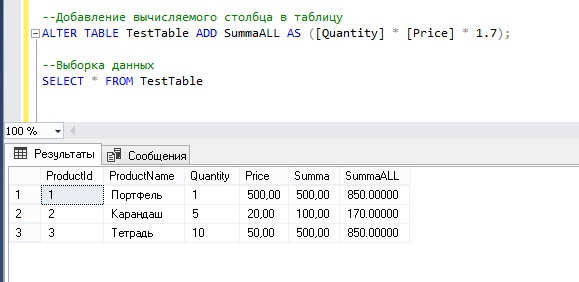 --Добавление вычисляемого столбца в таблицу
ALTER TABLE TestTable ADD SummaALL AS ([Quantity] * [Price] * 1.7);
--Выборка данных
SELECT * FROM TestTable
100 %
Результаты Сообщения
ProductId ProductName Quantity Price Summa SummaALL
1 1 Портфель 1 500,00 500,00 850.00000
2 2 Карандаш 5 20,00 100,00 170.00000
3 3 Тетрадь 10 50,00 500,00 850.00000